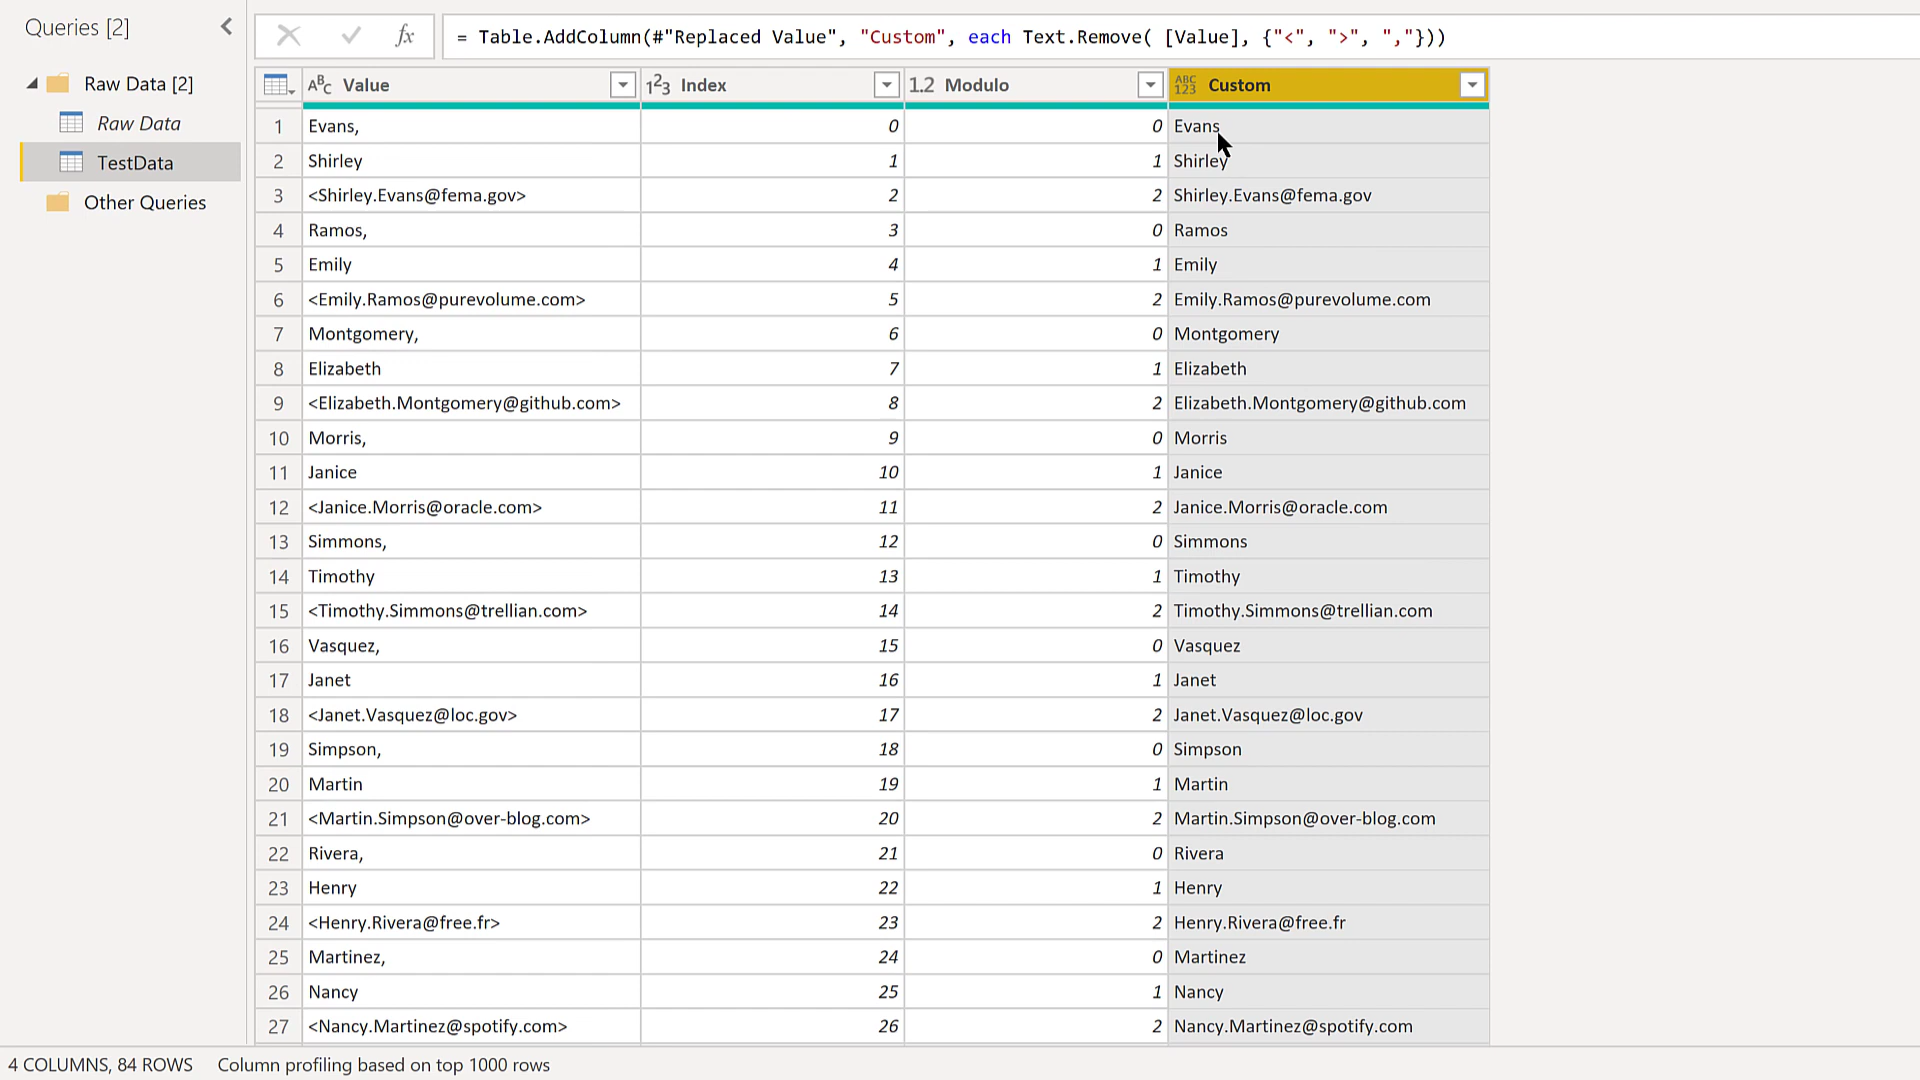 Queries [2]
= Table.AddColumn(#"Replaced Value", "Custom", each Text.Remove( [Value], {"<", ">", ","}))
Raw Data [2]
Raw Data
TestData
Other Queries
ABC Value 123 Index 1.2 Modulo ABC 123 Custom
1 Evans, 0 0 Evans
2 Shirley 1 1 Shirley
3 <Shirley.Evans@fema.gov> 2 2 Shirley.Evans@fema.gov
4 Ramos, 3 0 Ramos
5 Emily 4 1 Emily
6 <Emily.Ramos@purevolume.com> 5 2 Emily.Ramos@purevolume.com
7 Montgomery, 6 0 Montgomery
8 Elizabeth 7 1 Elizabeth
9 <Elizabeth.Montgomery@github.com> 8 2 Elizabeth.Montgomery@github.com
10 Morris, 9 0 Morris
11 Janice 10 1 Janice
12 <Janice.Morris@oracle.com> 11 2 Janice.Morris@oracle.com
13 Simmons, 12 0 Simmons
14 Timothy 13 1 Timothy
15 <Timothy.Simmons@trellian.com> 14 2 Timothy.Simmons@trellian.com
16 Vasquez, 15 0 Vasquez
17 Janet 16 1 Janet
18 <Janet.Vasquez@loc.gov> 17 2 Janet.Vasquez@loc.gov
19 Simpson, 18 0 Simpson
20 Martin 19 1 Martin
21 <Martin.Simpson@over-blog.com> 20 2 Martin.Simpson@over-blog.com
22 Rivera, 21 0 Rivera
23 Henry 22 1 Henry
24 <Henry.Rivera@free.fr> 23 2 Henry.Rivera@free.fr
25 Martinez, 24 0 Martinez
26 Nancy 25 1 Nancy
27 <Nancy.Martinez@spotify.com> 26 2 Nancy.Martinez@spotify.com
4 COLUMNS, 84 ROWS Column profiling based on top 1000 rows